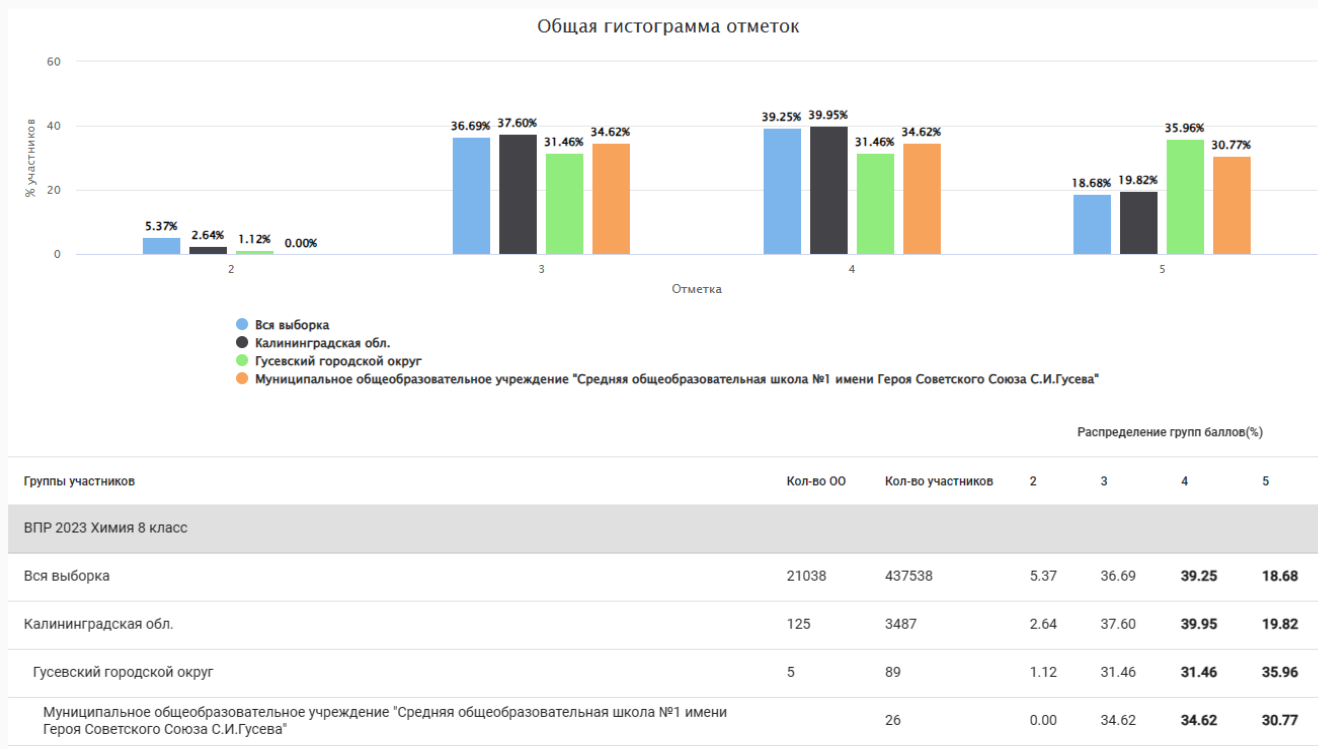 Общая гистограмма отметок
60
40
20
0
% участников
5.37% 2.64% 1.12% 0.00%
36.69% 37.60% 31.46% 34.62%
39.25% 39.95% 31.46% 34.62%
18.68% 19.82% 35.96% 30.77%
2 3 4 5
Отметка
Вся выборка
Калининградская обл.
Гусевский городской округ
Муниципальное общеобразовательное учреждение "Средняя общеобразовательная школа №1 имени Героя Советского Союза С.И.Гусева"
Распределение групп баллов(%)
Группы участников Кол-во ОО Кол-во участников 2 3 4 5
ВПР 2023 Химия 8 класс
Вся выборка 21038 437538 5.37 36.69 39.25 18.68
Калининградская обл. 125 3487 2.64 37.60 39.95 19.82
Гусевский городской округ 5 89 1.12 31.46 31.46 35.96
Муниципальное общеобразовательное учреждение "Средняя общеобразовательная школа №1 имени
Героя Советского Союза С.И.Гусева" 26 0.00 34.62 34.62 30.77